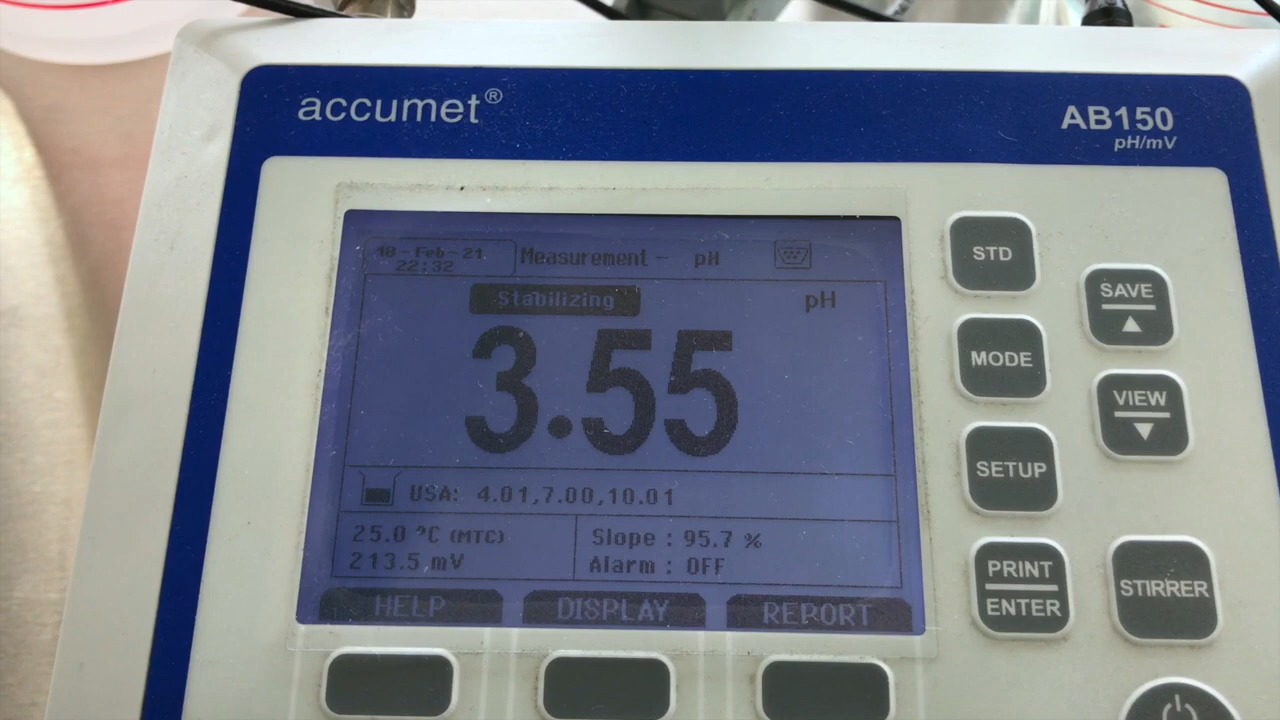 accumet®
AB150
pH/mV
18-Feb-21
22:32
Measurement - pH
Stabilizing
pH
3.55
USA: 4.01,7.00,10.01
25.0 °C (MTC)
213.5 mV
Slope : 95.7 %
Alarm : OFF
HELP
DISPLAY
REPORT
STD
SAVE
MODE
VIEW
SETUP
PRINT
ENTER
STIRRER